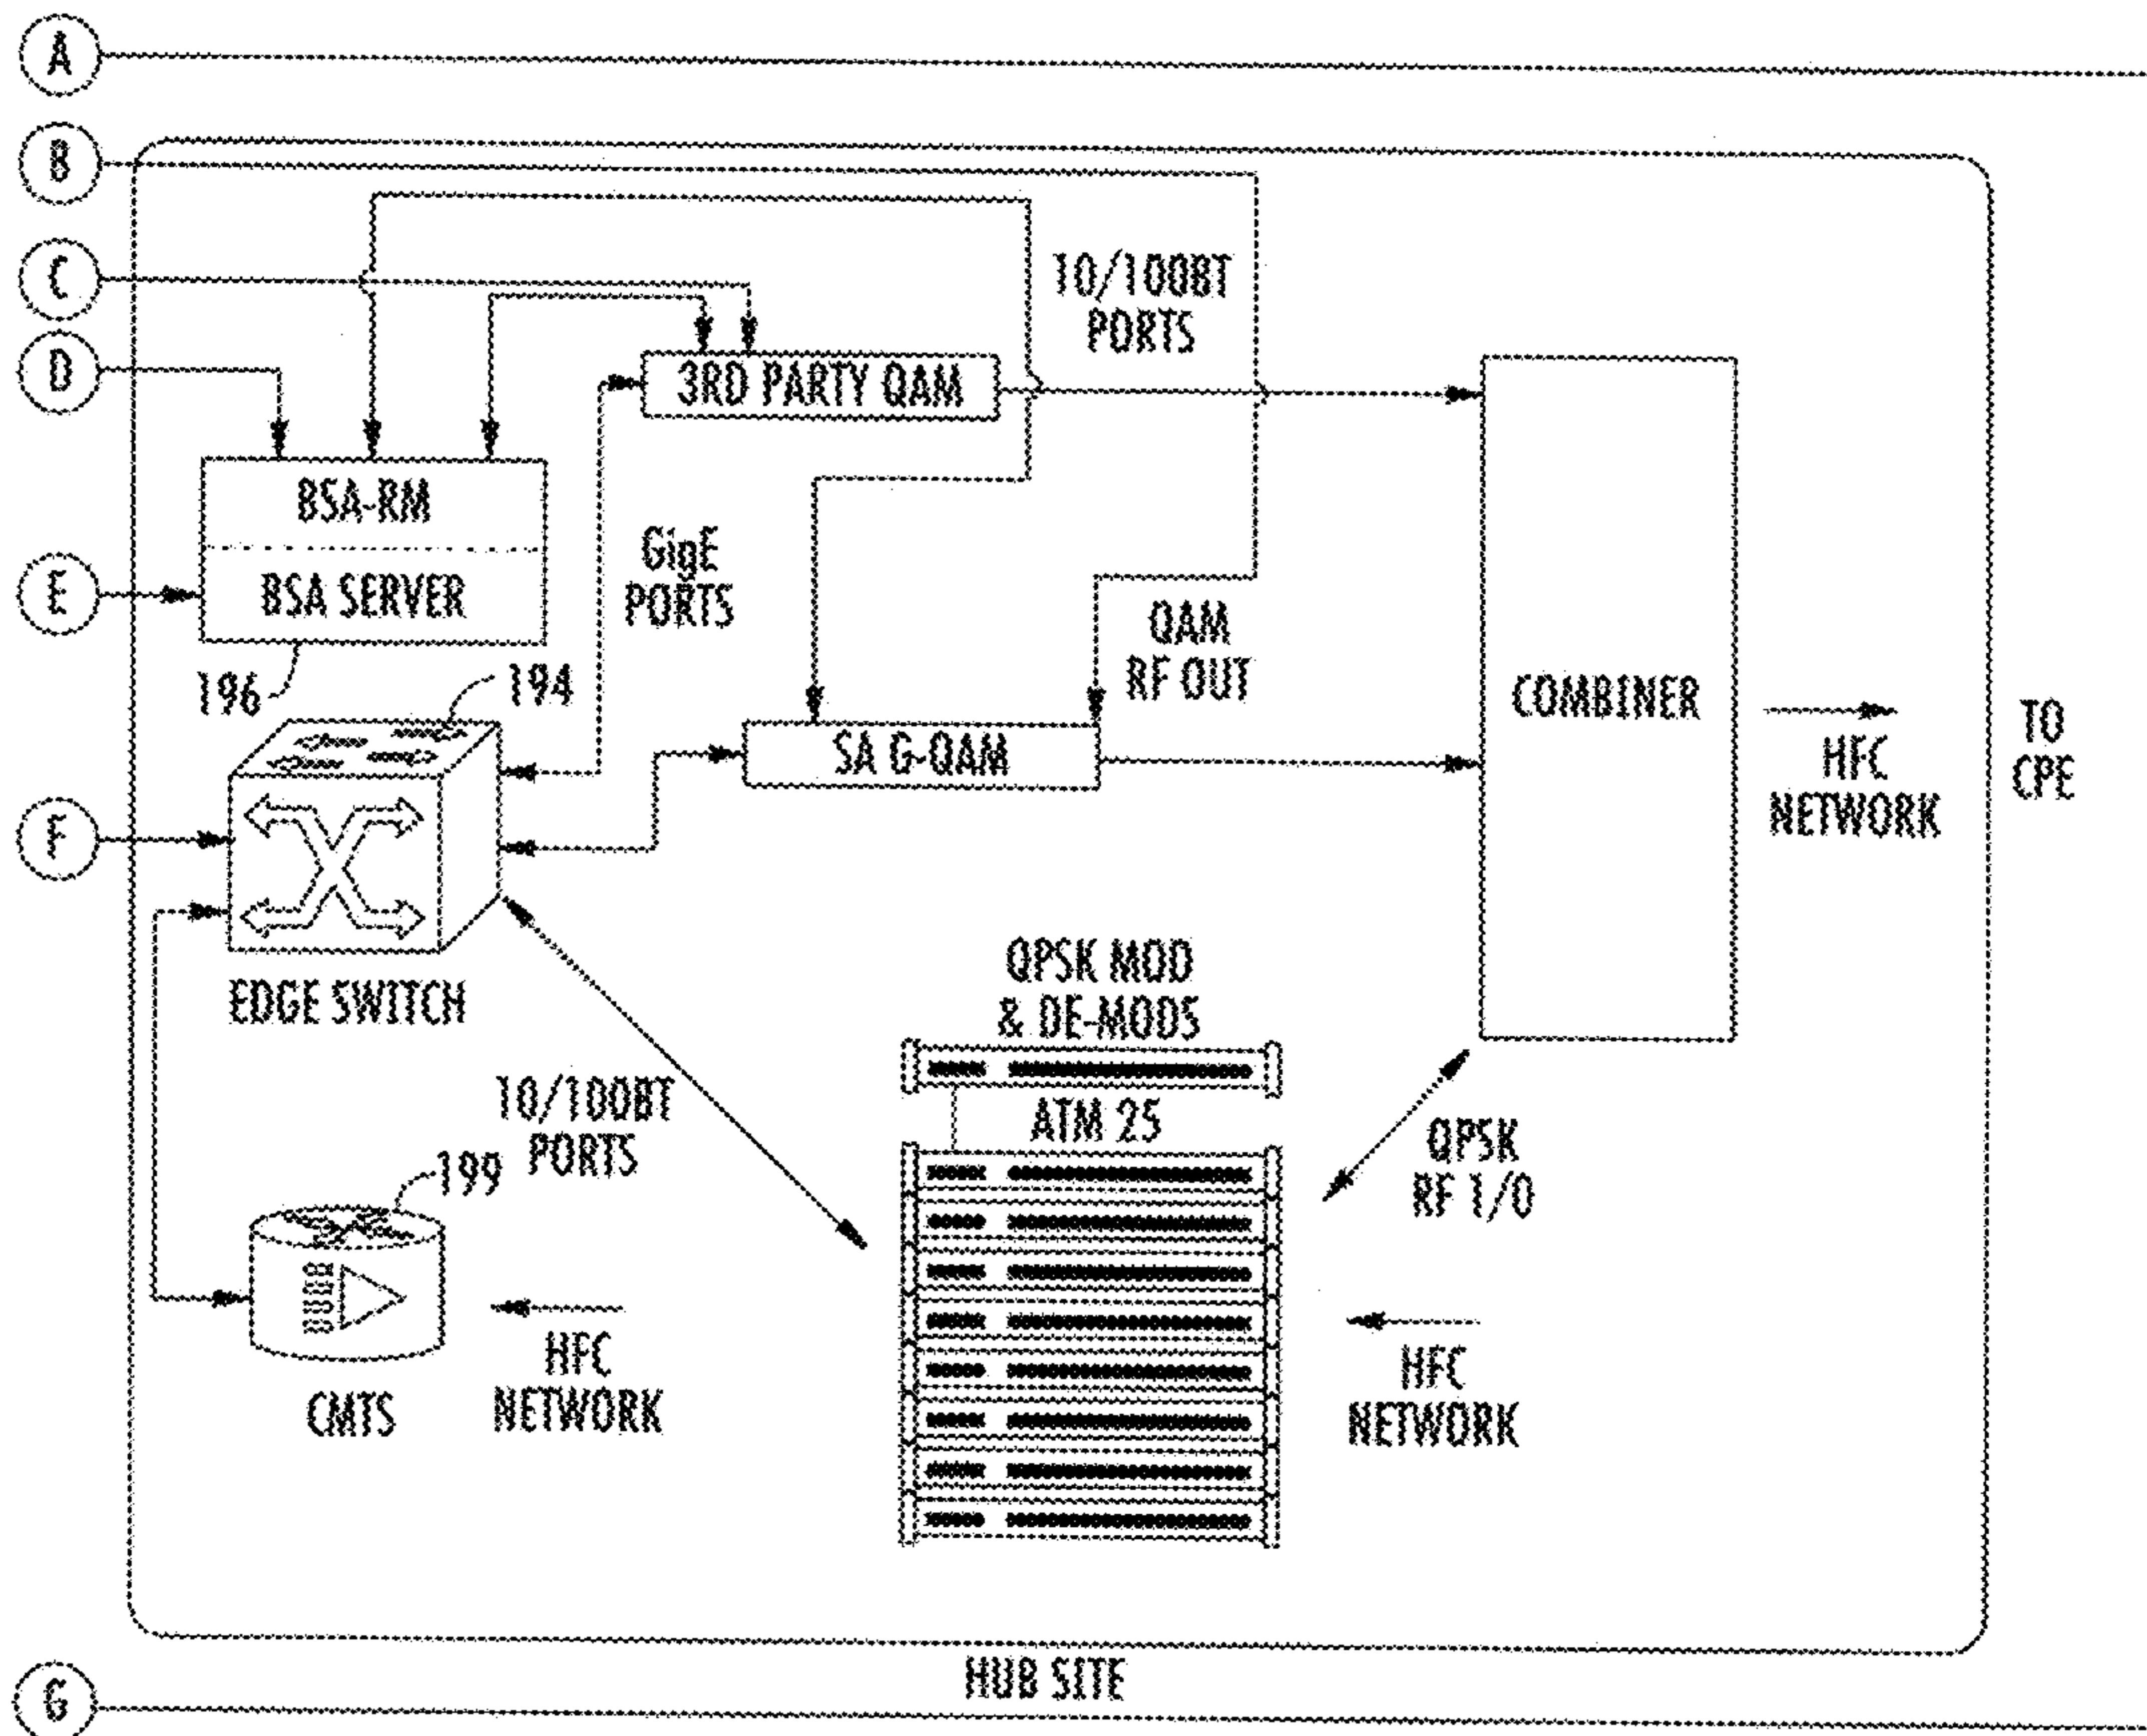 A
B
C
D
E
F
G
10/100BT
PORTS
3RD PARTY QAM
BSA-RM
BSA SERVER
GigE
PORTS
196
194
QAM
RF OUT
SA G-QAM
COMBINER
HFC
NETWORK
TO
CPE
EDGE SWITCH
QPSK MOD
& DE-MODS
ATM 25
10/100BT
PORTS
199
QPSK
RF I/O
CMTS
HFC
NETWORK
HFC
NETWORK
HUB SITE